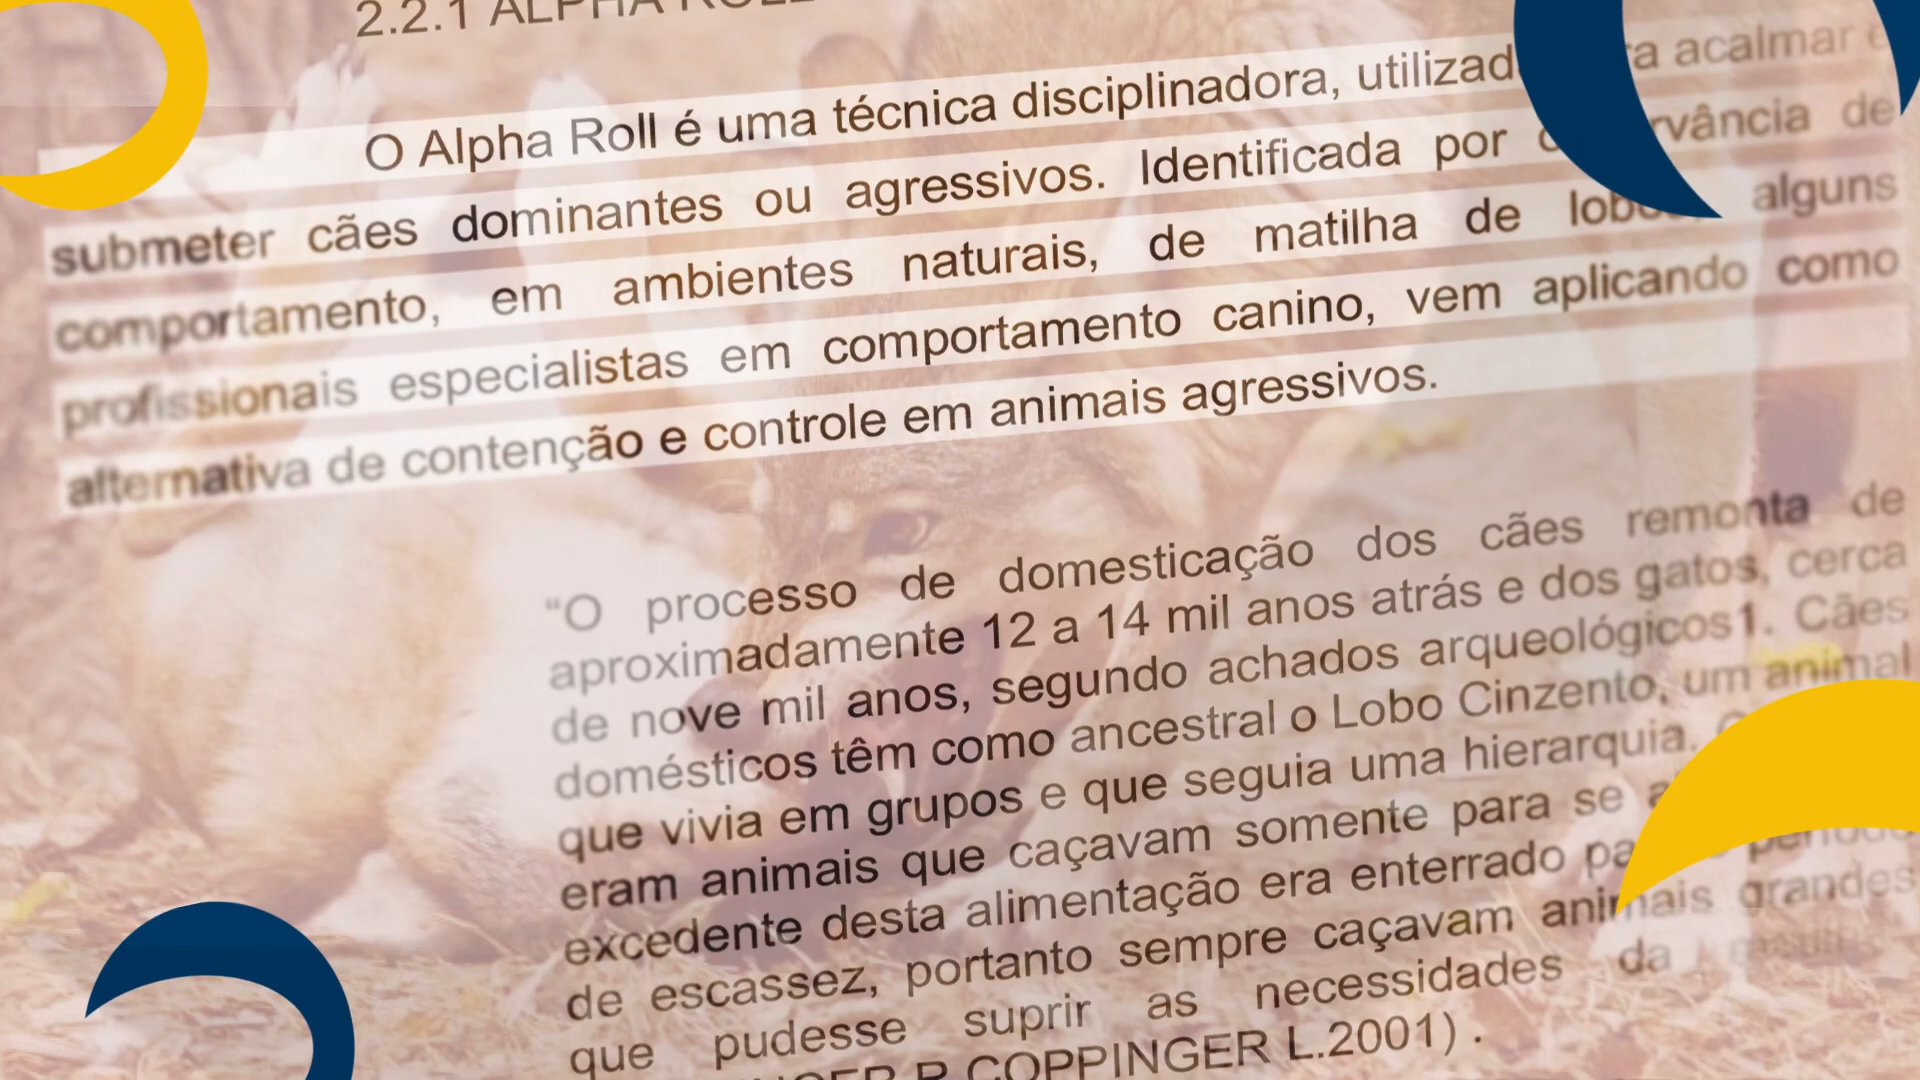 2.2.1 ALPHA ROLL
O Alpha Roll é uma técnica disciplinadora, acalmar e
submeter cães dominantes ou agressivos. Identificada por de
comportamento, em ambientes naturais, de matilha de alguns
profissionais especialistas em comportamento canino, vem aplicando como
alternativa de contenção e controle em animais agressivos.
“O processo de domesticação dos cães remonta de
aproximadamente 12 a 14 mil anos atrás e dos gatos, cerca
de nove mil anos, segundo achados arqueológicos1. Cães
domésticos têm como ancestral o Lobo Cinzento, um animal
que vivia em grupos e que seguia uma hierarquia.
eram animais que caçavam somente para se
excedente desta alimentação era enterrado
de escassez, portanto sempre caçavam animais grandes
que pudesse suprir as necessidades da
COPPINGER L.2001) .